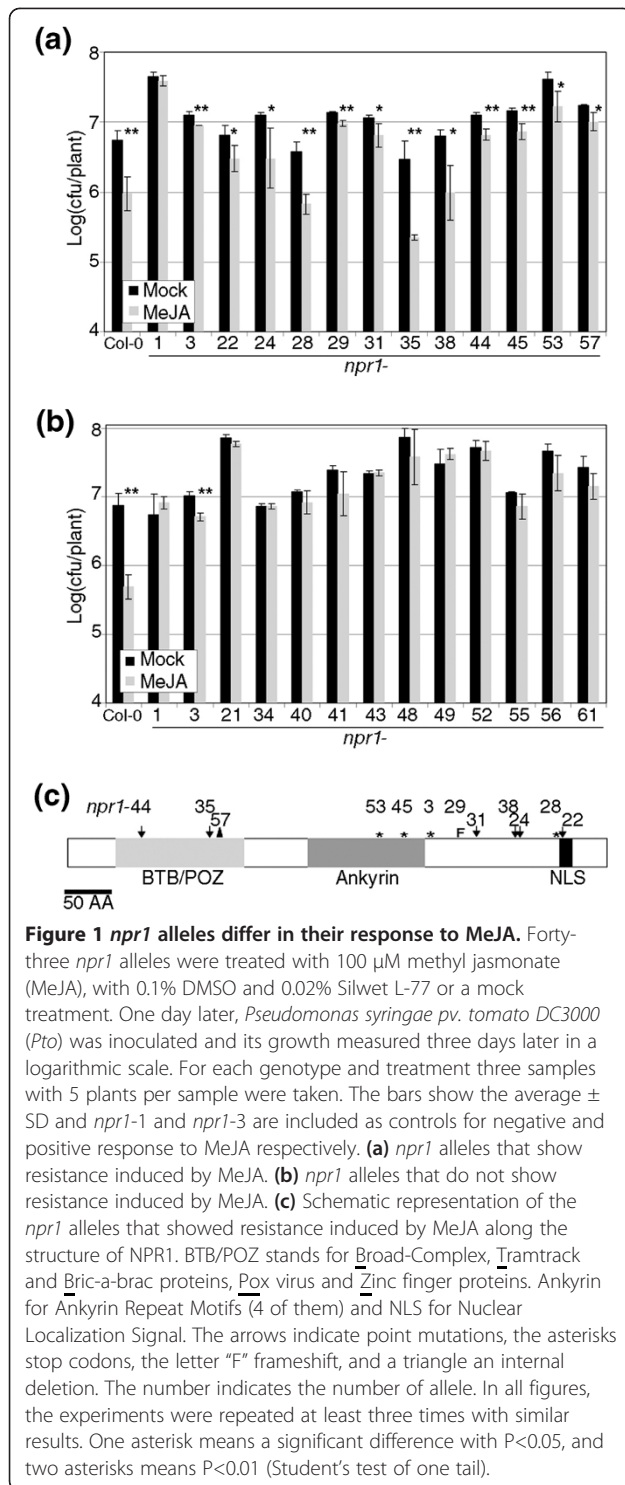 (a)
8
7
6
5
4
Log(cfu/plant)
** ** * * ** ** * ** * ** ** * *
Mock
MeJA
Col-0 1 3 22 24 28 29 31 35 38 44 45 53 57
npr1-
(b)
8
7
6
5
4
Log(cfu/plant)
** **
Mock
MeJA
Col-0 1 3 21 34 40 41 43 48 49 52 55 56 61
npr1-
(c)
npr1-44 35 57 53 45 3 29 31 38 24 28 22
* * * F *
BTB/POZ Ankyrin NLS
50 AA
Figure 1 npr1 alleles differ in their response to MeJA. Forty-
three npr1 alleles were treated with 100 μM methyl jasmonate
(MeJA), with 0.1% DMSO and 0.02% Silwet L-77 or a mock
treatment. One day later, Pseudomonas syringae pv. tomato DC3000
(Pto) was inoculated and its growth measured three days later in a
logarithmic scale. For each genotype and treatment three samples
with 5 plants per sample were taken. The bars show the average ±
SD and npr1-1 and npr1-3 are included as controls for negative and
positive response to MeJA respectively. (a) npr1 alleles that show
resistance induced by MeJA. (b) npr1 alleles that do not show
resistance induced by MeJA. (c) Schematic representation of the
npr1 alleles that showed resistance induced by MeJA along the
structure of NPR1. BTB/POZ stands for Broad-Complex, Tramtrack
and Bric-a-brac proteins, Pox virus and Zinc finger proteins. Ankyrin
for Ankyrin Repeat Motifs (4 of them) and NLS for Nuclear
Localization Signal. The arrows indicate point mutations, the asterisks
stop codons, the letter "F" frameshift, and a triangle an internal
deletion. The number indicates the number of allele. In all figures,
the experiments were repeated at least three times with similar
results. One asterisk means a significant difference with P<0.05, and
two asterisks means P<0.01 (Student's test of one tail).